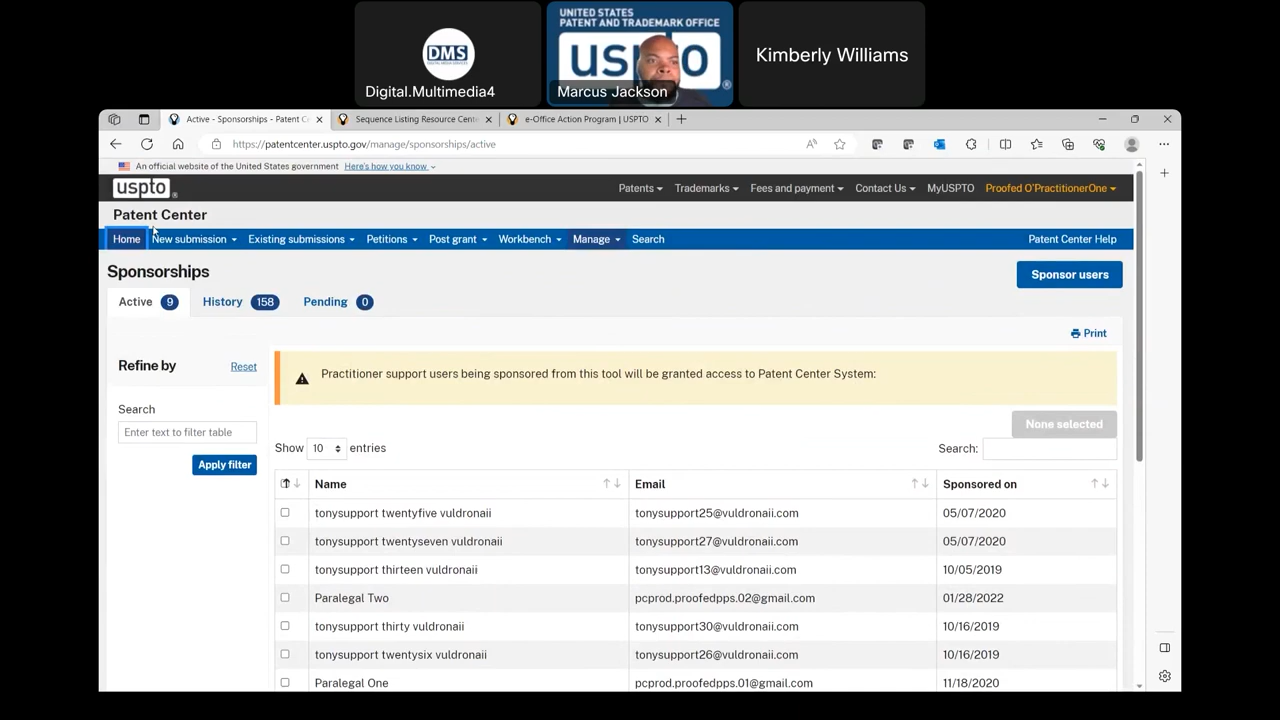 DMS
DIGITAL MEDIA SERVICES
Digital.Multimedia4
UNITED STATES
PATENT AND TRADEMARK OFFICE
uspto
Marcus Jackson
Kimberly Williams
Active - Sponsorships - Patent C
Sequence Listing Resource Cente
e-Office Action Program | USPTO
https://patentcenter.uspto.gov/manage/sponsorships/active
An official website of the United States government Here's how you know
uspto
Patents Trademarks Fees and payment Contact Us MyUSPTO Proofed O'PractitionerOne
Patent Center
Home New submission Existing submissions Petitions Post grant Workbench Manage Search Patent Center Help
Sponsorships
Sponsor users
Active 9 History 158 Pending 0
Print
Refine by Reset
Practitioner support users being sponsored from this tool will be granted access to Patent Center System:
Search
Enter text to filter table
Apply filter
None selected
Show 10 entries Search:
Name Email Sponsored on
tonysupport twentyfive vuldronaii tonysupport25@vuldronaii.com 05/07/2020
tonysupport twentyseven vuldronaii tonysupport27@vuldronaii.com 05/07/2020
tonysupport thirteen vuldronaii tonysupport13@vuldronaii.com 10/05/2019
Paralegal Two pcprod.proofedpps.02@gmail.com 01/28/2022
tonysupport thirty vuldronaii tonysupport30@vuldronaii.com 10/16/2019
tonysupport twentysix vuldronaii tonysupport26@vuldronaii.com 10/16/2019
Paralegal One pcprod.proofedpps.01@gmail.com 11/18/2020